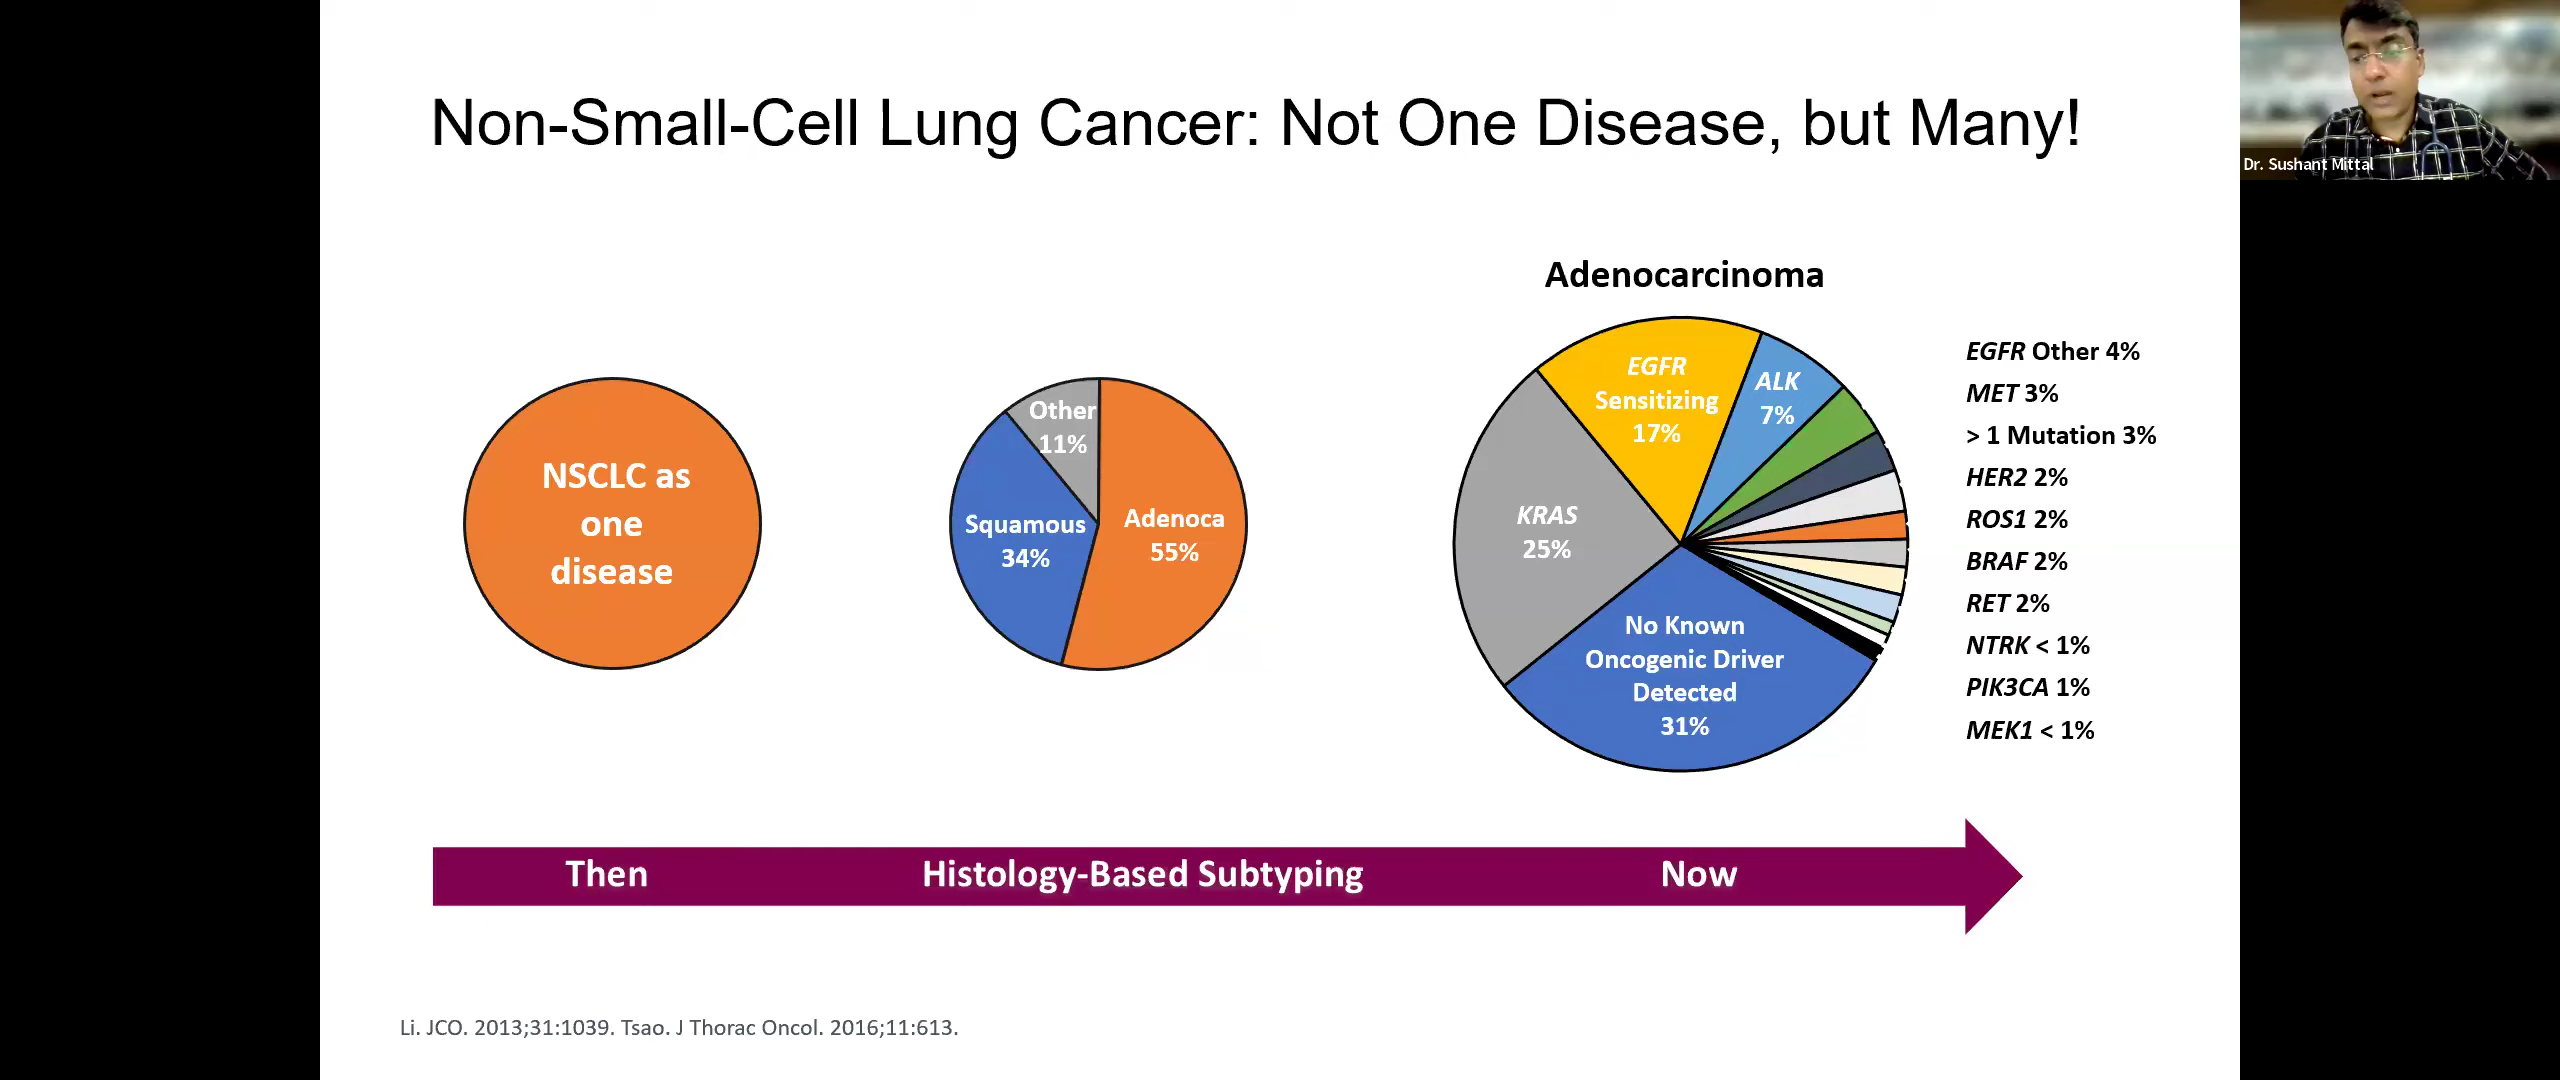 Non-Small-Cell Lung Cancer: Not One Disease, but Many!
Dr. Sushant Mittal
NSCLC as
one
disease
Other
11%
Squamous
34%
Adenoca
55%
Adenocarcinoma
EGFR
Sensitizing
17%
ALK
7%
KRAS
25%
No Known
Oncogenic Driver
Detected
31%
EGFR Other 4%
MET 3%
> 1 Mutation 3%
HER2 2%
ROS1 2%
BRAF 2%
RET 2%
NTRK < 1%
PIK3CA 1%
MEK1 < 1%
Then
Histology-Based Subtyping
Now
Li. JCO. 2013;31:1039. Tsao. J Thorac Oncol. 2016;11:613.